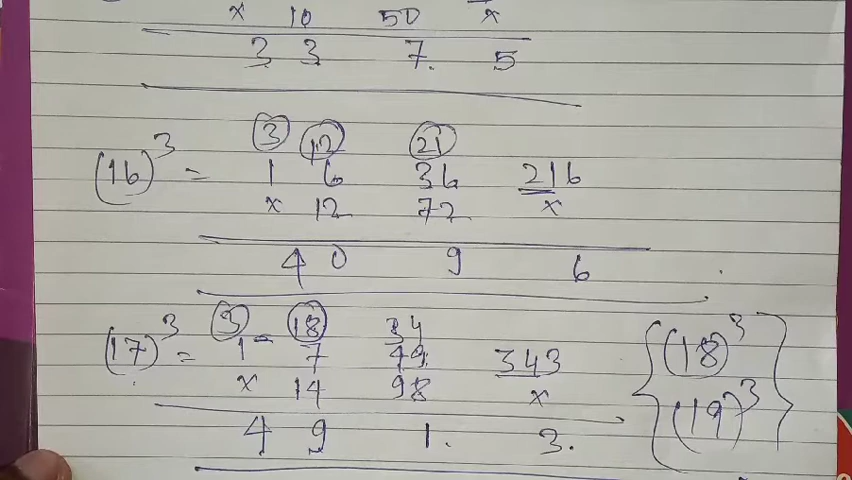 x 10 50 x
3 3 7. 5
3 12 21
(16)³ = 1 6 36 216
x 12 72 x
4 0 9 6
3 18 34
(17)³ = 1 - 7 49 343
x 14 98 x
4 9 1. 3.
{(18)³
(19)³}